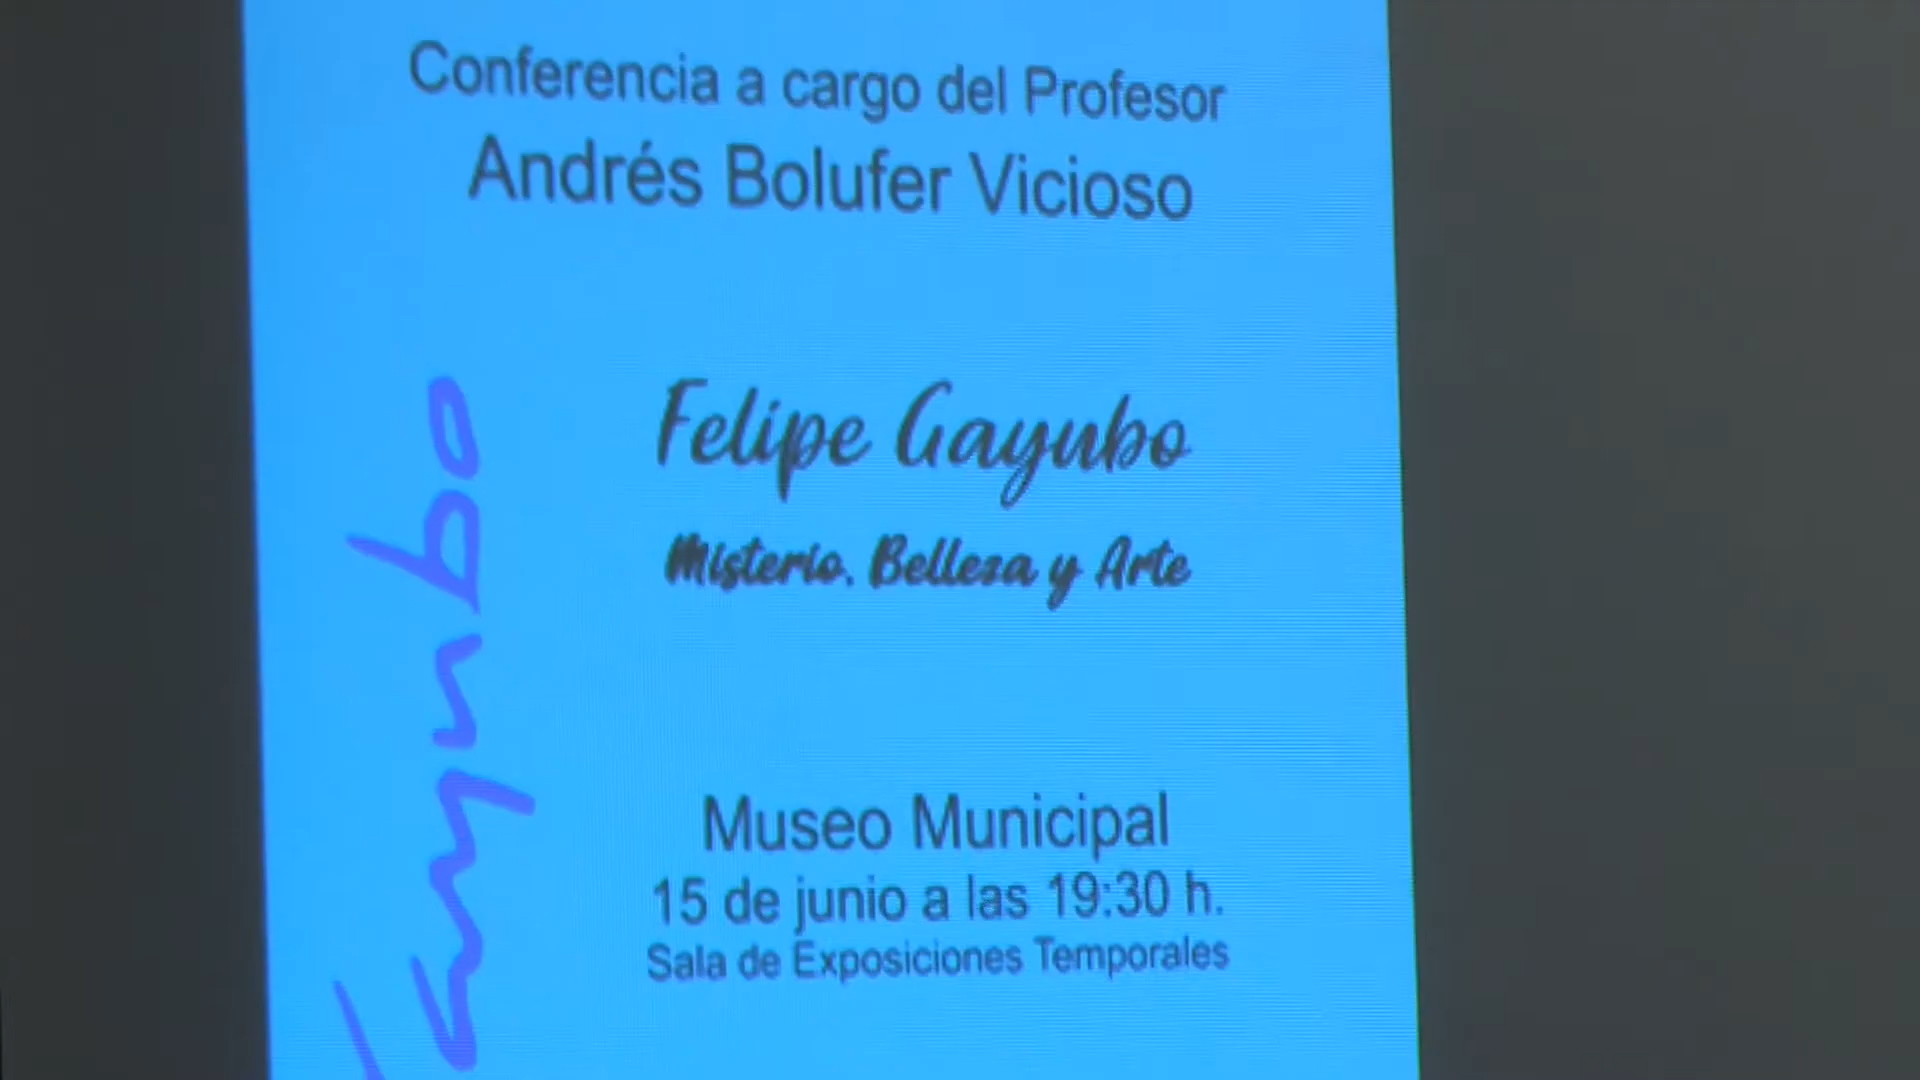 Conferencia a cargo del Profesor
Andrés Bolufer Vicioso
Felipe Gayubo
Misterio, Belleza y Arte
Museo Municipal
15 de junio a las 19:30 h.
Sala de Exposiciones Temporales
Gayubo